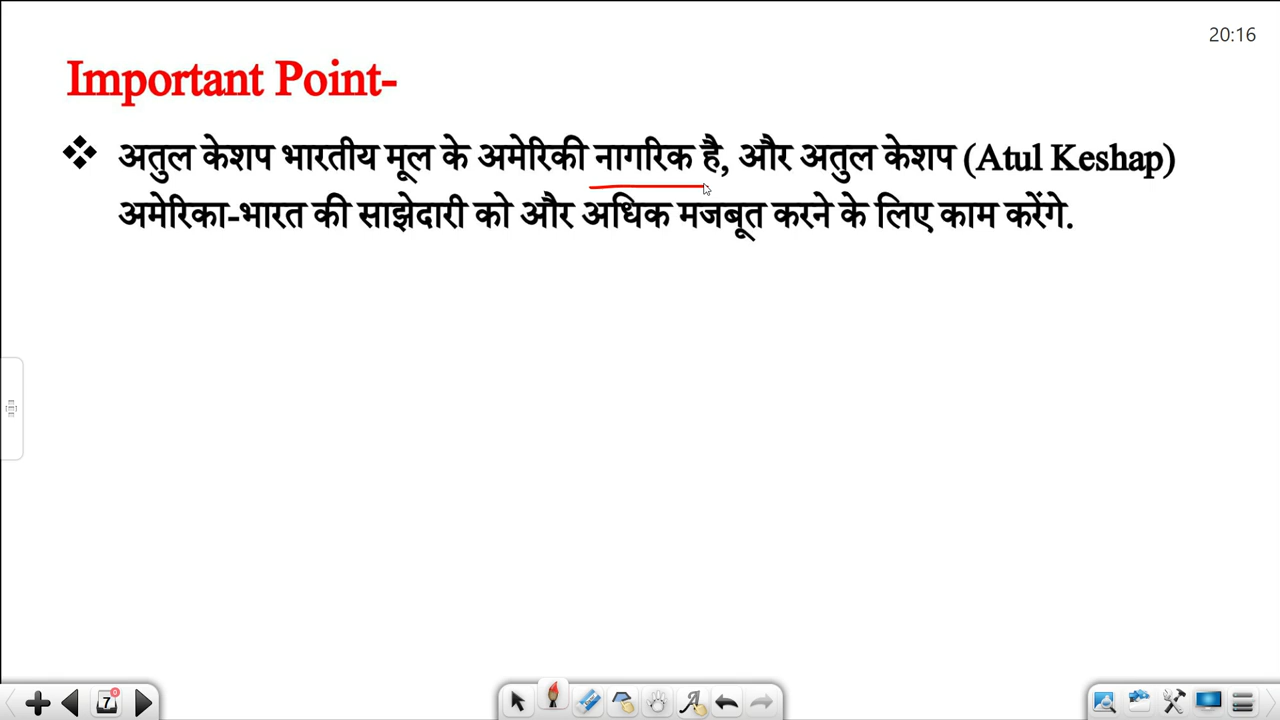 20:16
Important Point-
❖ अतुल केशप भारतीय मूल के अमेरिकी नागरिक है, और अतुल केशप (Atul Keshap)
अमेरिका-भारत की साझेदारी को और अधिक मजबूत करने के लिए काम करेंगे.
7 0